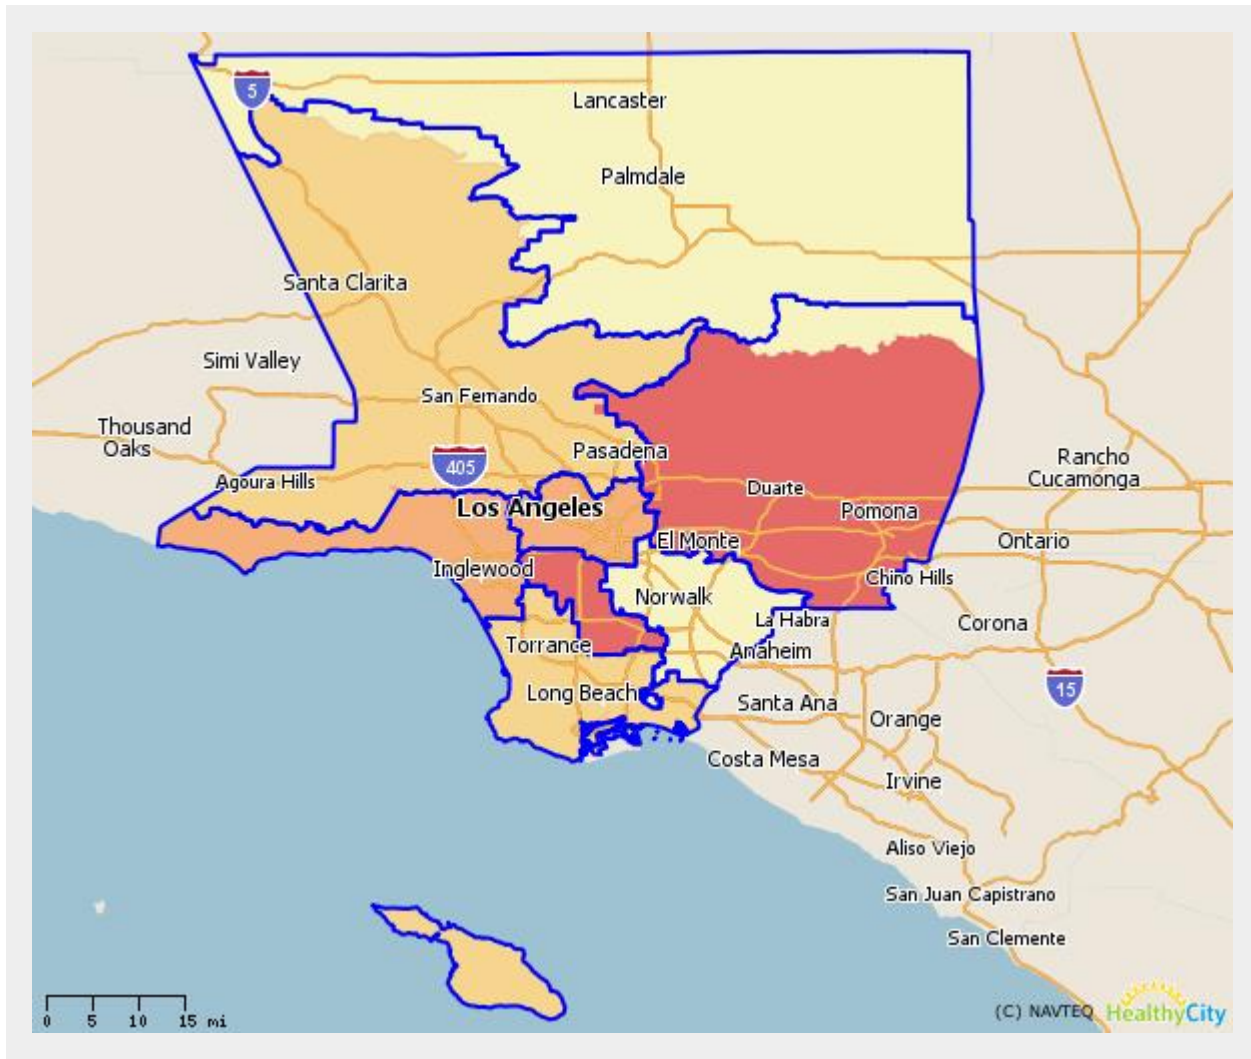 5
Lancaster
Palmdale
Santa Clarita
Simi Valley
San Fernando
Thousand
Oaks
Pasadena
405
Agoura Hills
Rancho
Cucamonga
Duarte
Los Angeles
Pomona
El Monte
Ontario
Inglewood
Chino Hills
Norwalk
La Habra
Corona
Torrance
Anaheim
15
Long Beach
Santa Ana
Orange
Costa Mesa
Irvine
Aliso Viejo
San Juan Capistrano
San Clemente
0 5 10 15 mi
(C) NAVTEQ HealthyCity